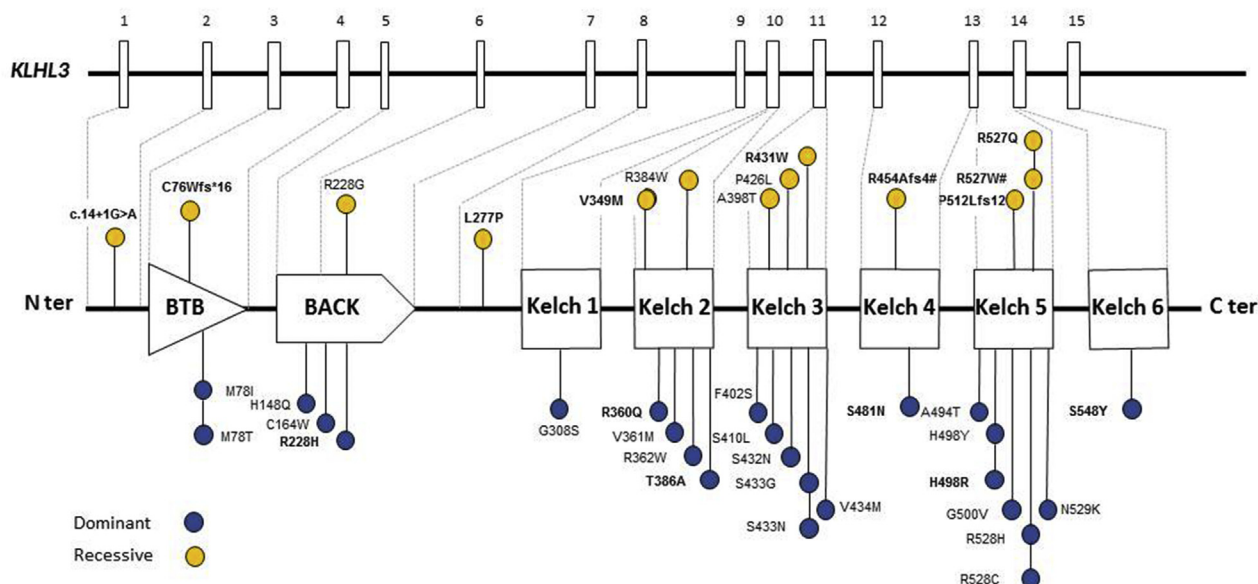 1 2 3 4 5 6 7 8 9 10 11 12 13 14 15
KLHL3
R527Q
R431W
C76Wfs*16
R228G
R384W
P426L
R454Afs4#
R527W#
V349M
A398T
P512Lfs12
c.14+1G>A
L277P
N ter
BTB
BACK
Kelch 1
Kelch 2
Kelch 3
Kelch 4
Kelch 5
Kelch 6
C ter
M78I
H148Q
F402S
C164W
M78T
R228H
G308S
R360Q
V361M
R362W
T386A
S410L
S432N
S433G
V434M
S433N
S481N
A494T
H498Y
H498R
G500V
N529K
R528H
R528C
S548Y
Dominant
Recessive